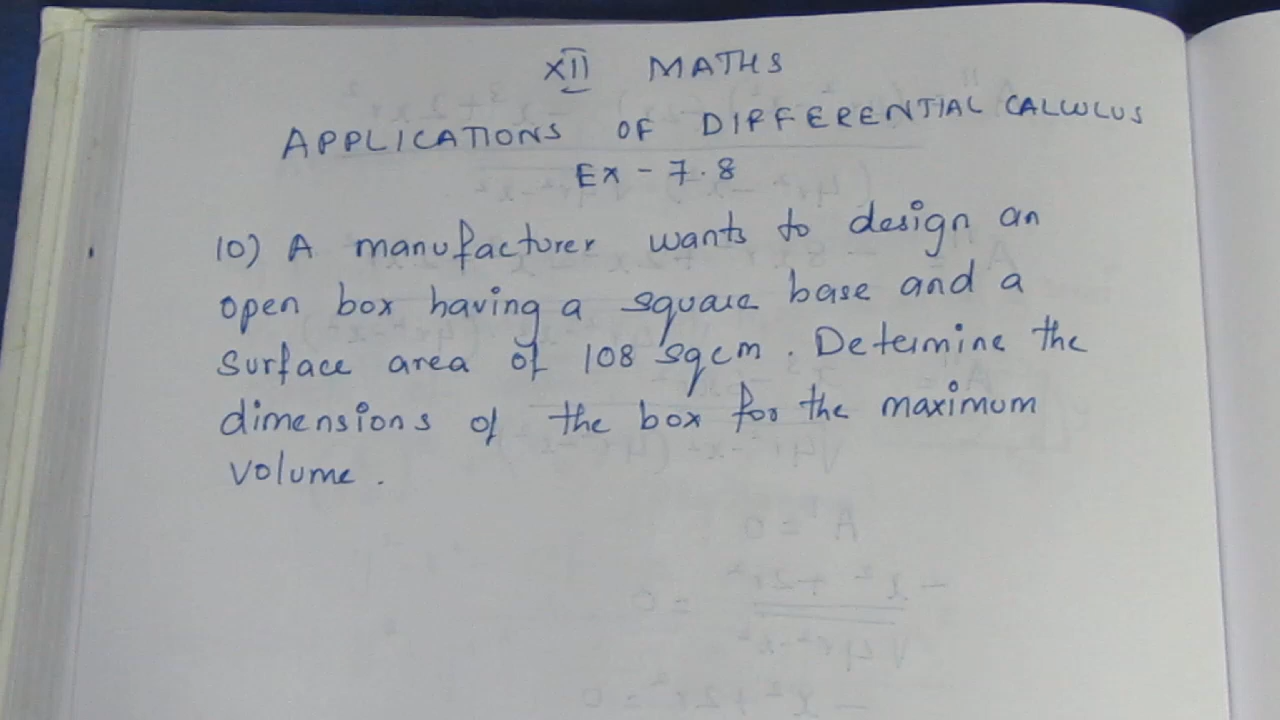 XII MATHS
APPLICATIONS OF DIFFERENTIAL CALCULUS
Ex - 7.8
10) A manufacturer wants to design an
open box having a square base and a
surface area of 108 sqcm. Determine the
dimensions of the box for the maximum
volume.